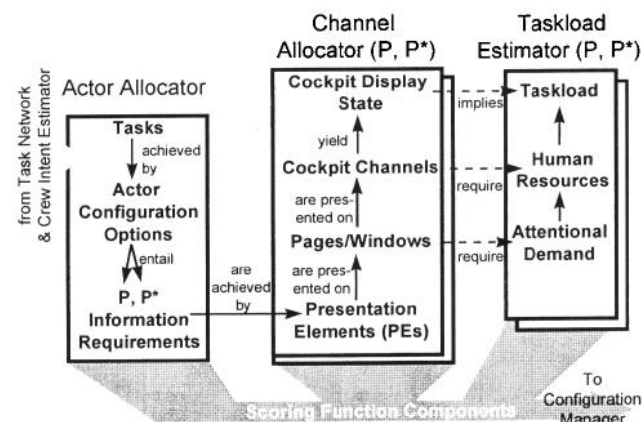 from Task Network
& Crew Intent Estimator
Actor Allocator
Tasks
achieved
by
Actor
Configuration
Options
entail
P, P*
Information
Requirements
are
achieved
by
Channel
Allocator (P, P*)
Cockpit Display
State
yield
Cockpit Channels
are pres-
ented on
Pages/Windows
are pres-
ented on
Presentation
Elements (PEs)
implies
require
require
Taskload
Estimator (P, P*)
Taskload
Human
Resources
Attentional
Demand
Scoring Function Components
To
Configuration
Manager